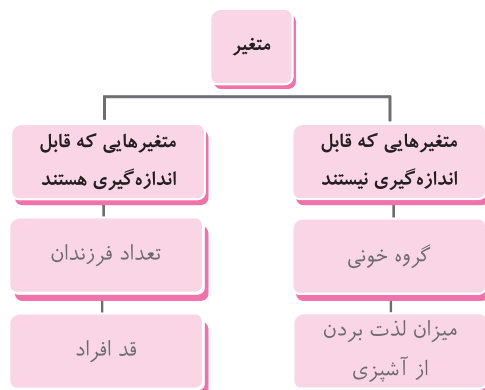 متغیر
متغیرهایی که قابل
اندازه‌گیری نیستند
گروه خونی
میزان لذت بردن
از آشپزی
متغیرهایی که قابل
اندازه‌گیری هستند
تعداد فرزندان
قد افراد